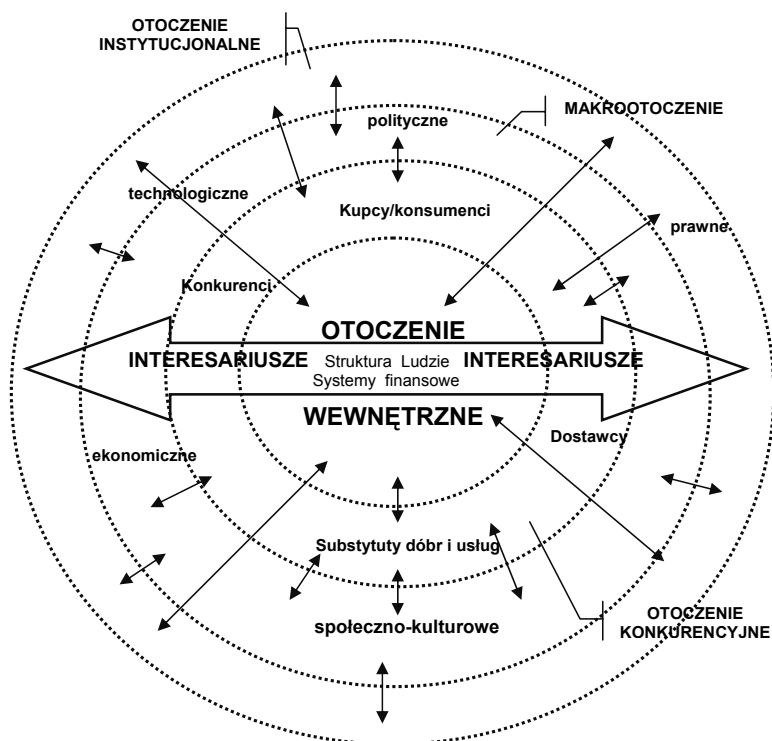 OTOCZENIE
INSTYTUCJONALNE
MAKROOTOCZENIE
polityczne
technologiczne
Kupcy/konsumenci
prawne
Konkurenci
OTOCZENIE
INTERESARIUSZE Struktura Ludzie INTERESARIUSZE
Systemy finansowe
WEWNĘTRZNE
Dostawcy
ekonomiczne
Substytuty dóbr i usług
OTOCZENIE
KONKURENCYJNE
społeczno-kulturowe